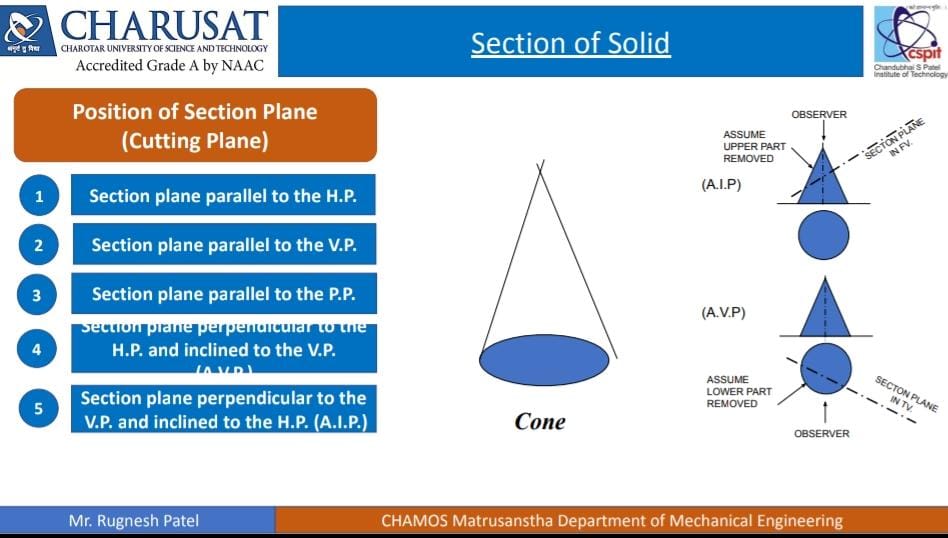 CHARUSAT
CHAROTAR UNIVERSITY OF SCIENCE AND TECHNOLOGY
Accredited Grade A by NAAC
Section of Solid
cspit
Chandubhai S Patel
Institute of Technology
Position of Section Plane
(Cutting Plane)
1
Section plane parallel to the H.P.
2
Section plane parallel to the V.P.
3
Section plane parallel to the P.P.
4
Section plane perpendicular to the
H.P. and inclined to the V.P.
(A.V.P.)
5
Section plane perpendicular to the
V.P. and inclined to the H.P. (A.I.P.)
Cone
OBSERVER
ASSUME
UPPER PART
REMOVED
SECTON PLANE
IN FV.
(A.I.P)
(A.V.P)
ASSUME
LOWER PART
REMOVED
SECTON PLANE
IN TV.
OBSERVER
Mr. Rugnesh Patel
CHAMOS Matrusanstha Department of Mechanical Engineering